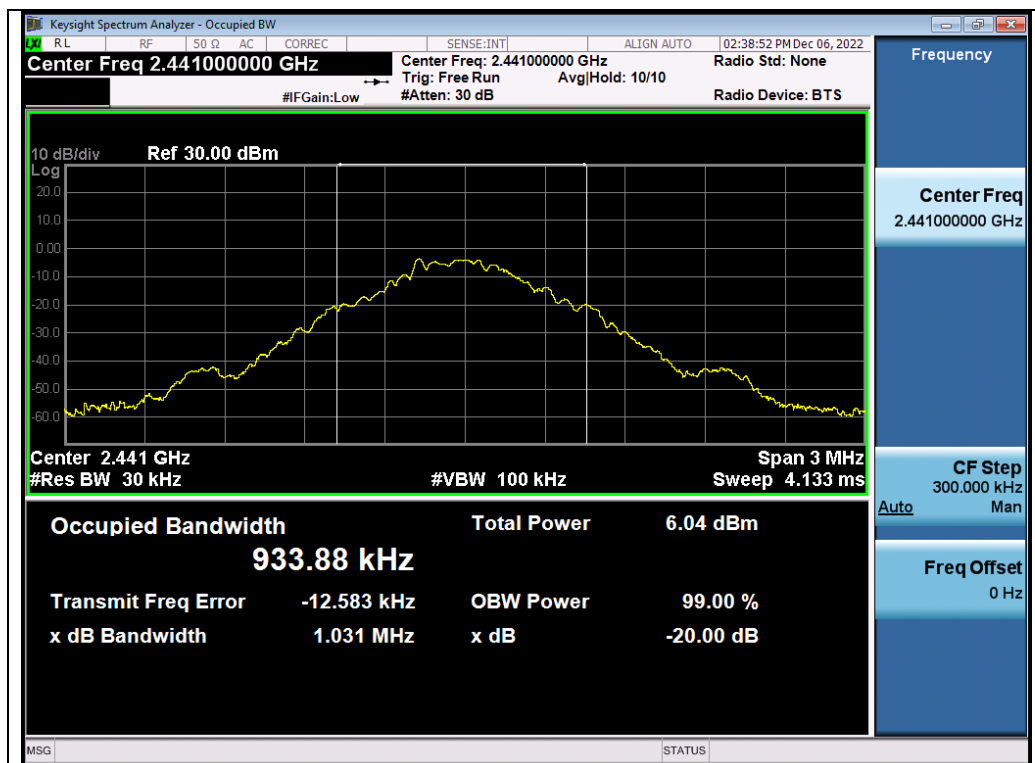 Keysight Spectrum Analyzer - Occupied BW
LXI RL RF 50 Ω AC CORREC SENSE:INT ALIGN AUTO 02:38:52 PM Dec 06, 2022
Center Freq 2.441000000 GHz
Center Freq: 2.441000000 GHz
Radio Std: None
Trig: Free Run Avg|Hold: 10/10
#IFGain:Low
#Atten: 30 dB
Radio Device: BTS
10 dB/div Ref 30.00 dBm
Log
20.0
10.0
0.00
-10.0
-20.0
-30.0
-40.0
-50.0
-60.0
Center 2.441 GHz Span 3 MHz
#Res BW 30 kHz #VBW 100 kHz Sweep 4.133 ms
Occupied Bandwidth Total Power 6.04 dBm
933.88 kHz
Transmit Freq Error -12.583 kHz OBW Power 99.00 %
x dB Bandwidth 1.031 MHz x dB -20.00 dB
Frequency
Center Freq
2.441000000 GHz
CF Step
300.000 kHz
Auto Man
Freq Offset
0 Hz
MSG STATUS